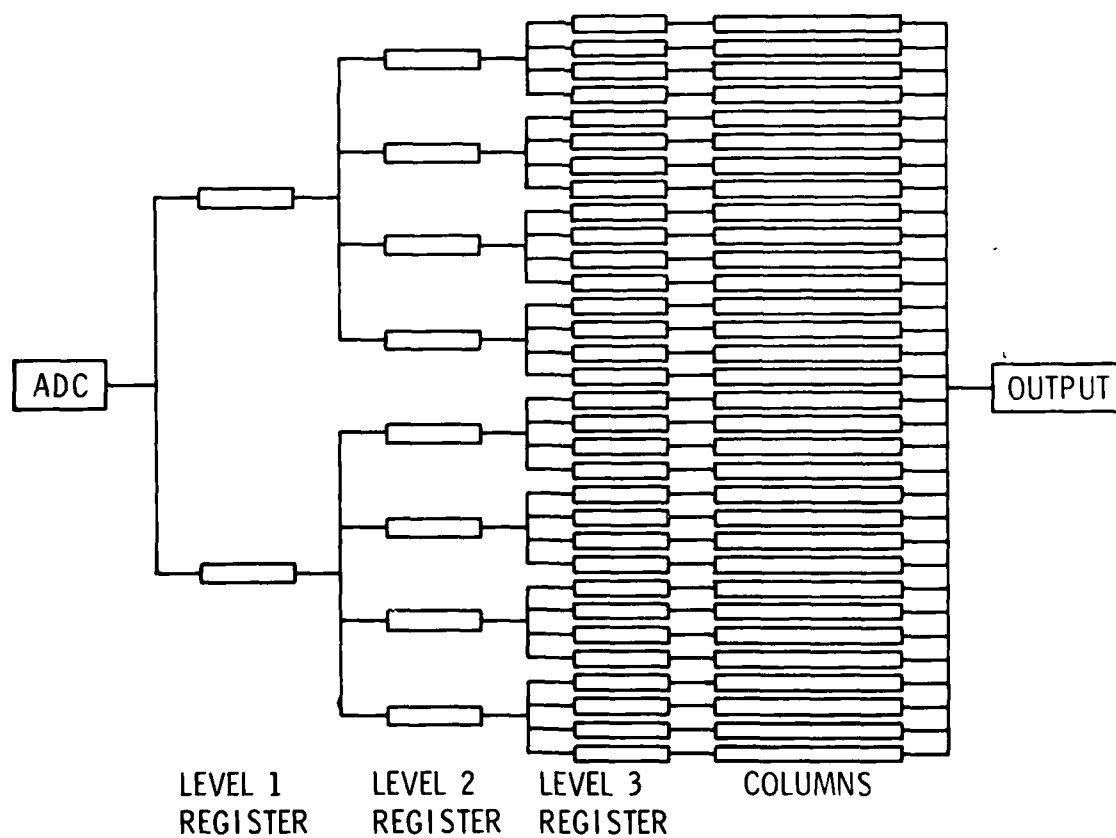 ADC
OUTPUT
LEVEL 1
REGISTER
LEVEL 2
REGISTER
LEVEL 3
REGISTER
COLUMNS